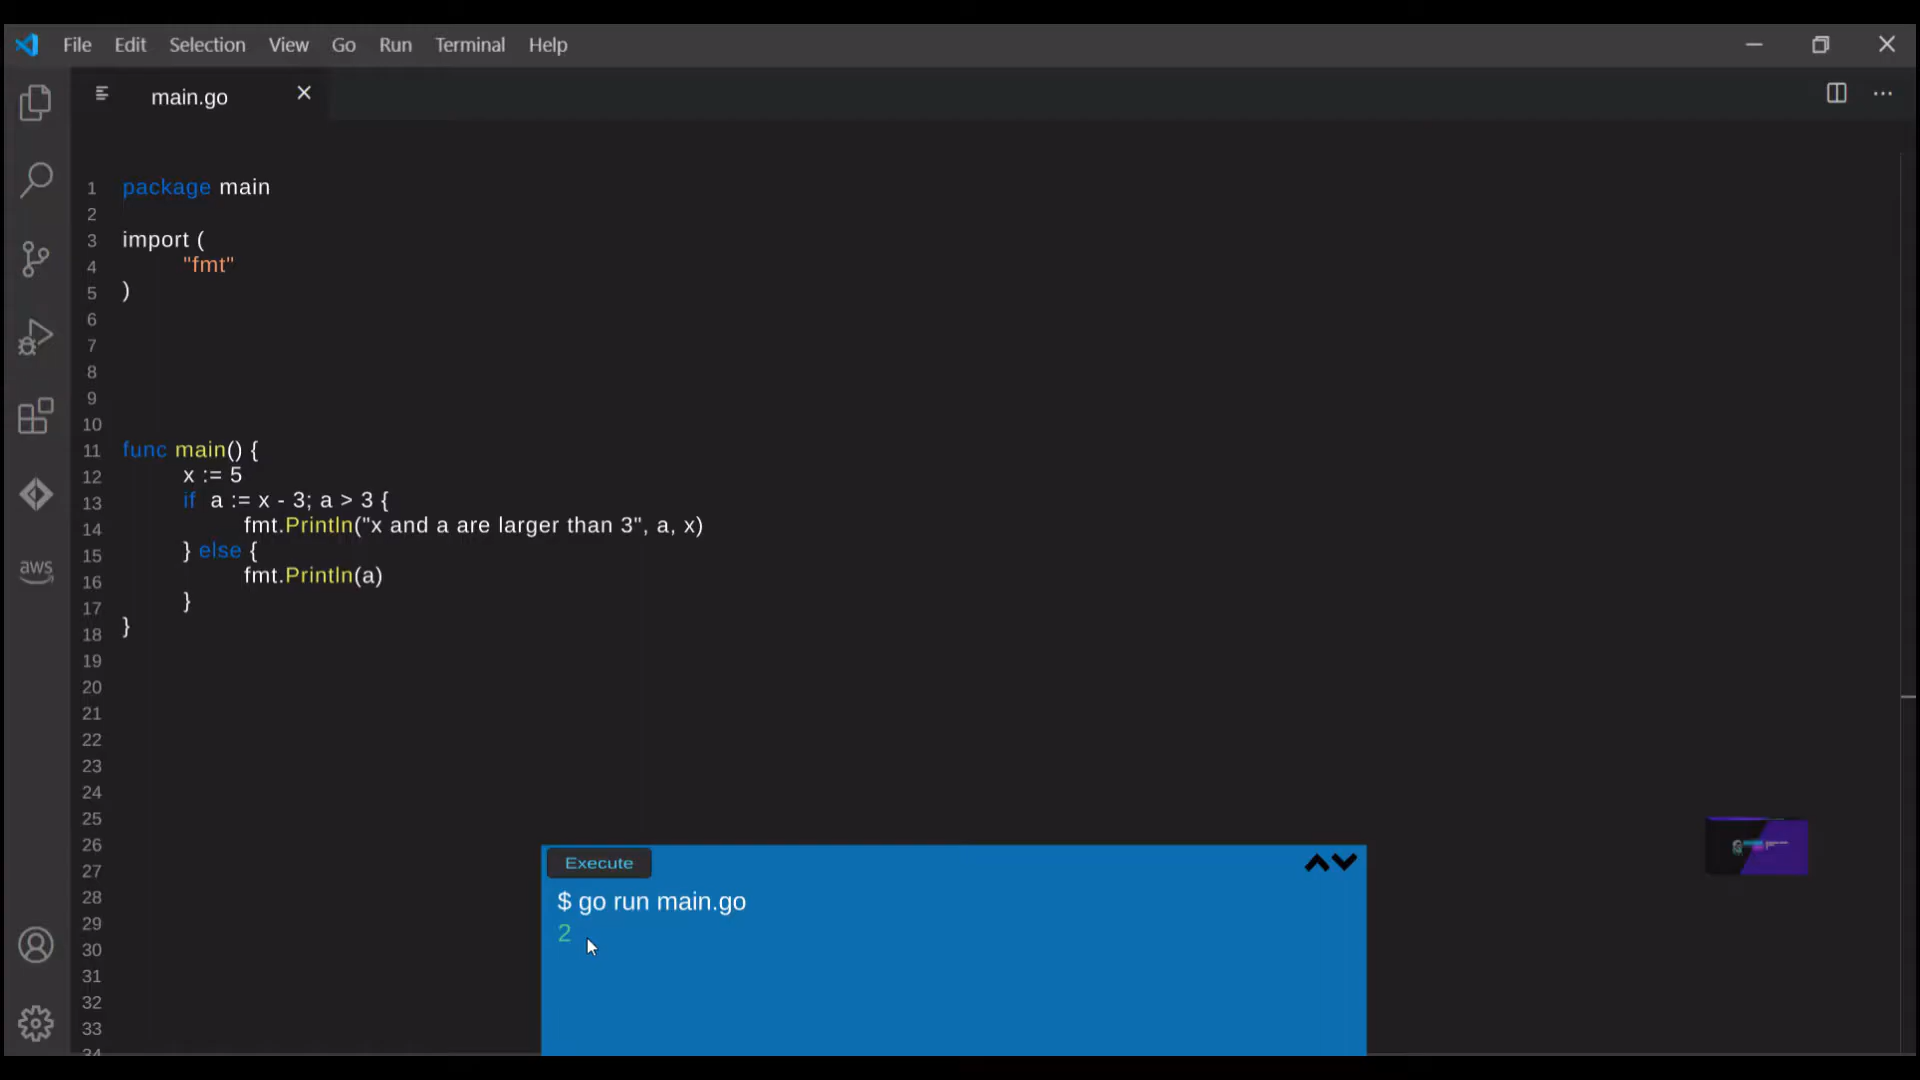 File Edit Selection View Go Run Terminal Help
main.go
1 package main
2
3 import (
4 "fmt"
5 )
6
7
8
9
10
11 func main() {
12 x := 5
13 if a := x - 3; a > 3 {
14 fmt.Println("x and a are larger than 3", a, x)
15 } else {
16 fmt.Println(a)
17 }
18 }
19
20
21
22
23
24
25
26
27
28
29
30
31
32
33
34
aws
Execute
$ go run main.go
2